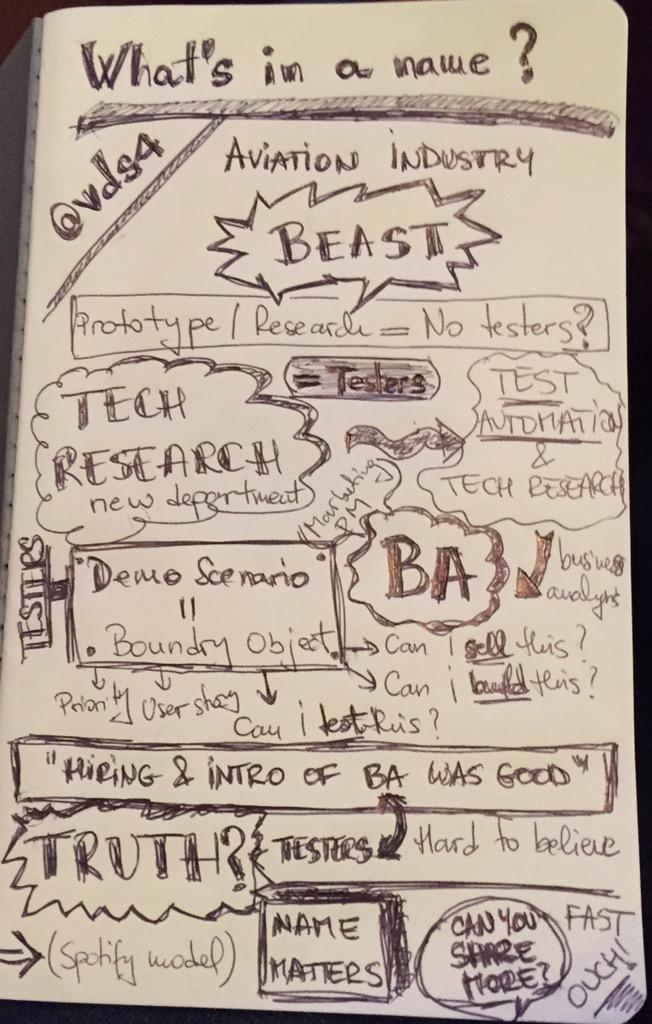 What's in a name?
@vds4
AVIATION INDUSTRY
BEAST
Prototype / Research = No testers?
= Testers
TECH
RESEARCH
new department
TEST
AUTOMATION
&
TECH RESEARCH
Marketing
PM
BA
business
analyst
TESTERS
Demo Scenario
=
Boundry Object
Can i sell this?
Can i build this?
Priority
User story
Can i test this?
"HIRING & INTRO OF BA WAS GOOD"
TRUTH?
TESTERS
Hard to believe
(Spotify model)
NAME
MATTERS
CAN YOU
SHARE
MORE?
FAST
OUCH!